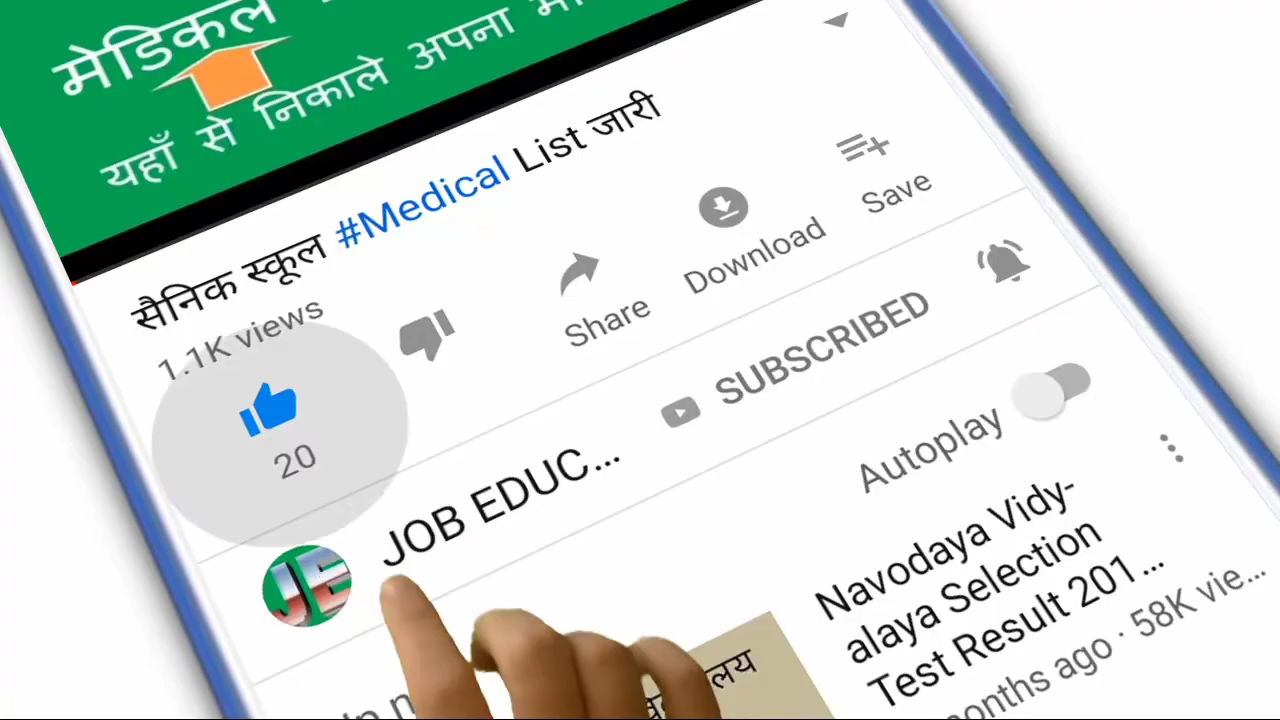 मेडिकल
यहाँ से निकाले अपना
सैनिक स्कूल #Medical List जारी
1.1K views
20
Share
Download
Save
JE
JOB EDUC...
SUBSCRIBED
Autoplay
Navodaya Vidy-
alaya Selection
Test Result 201...
58K vie...
ago ·